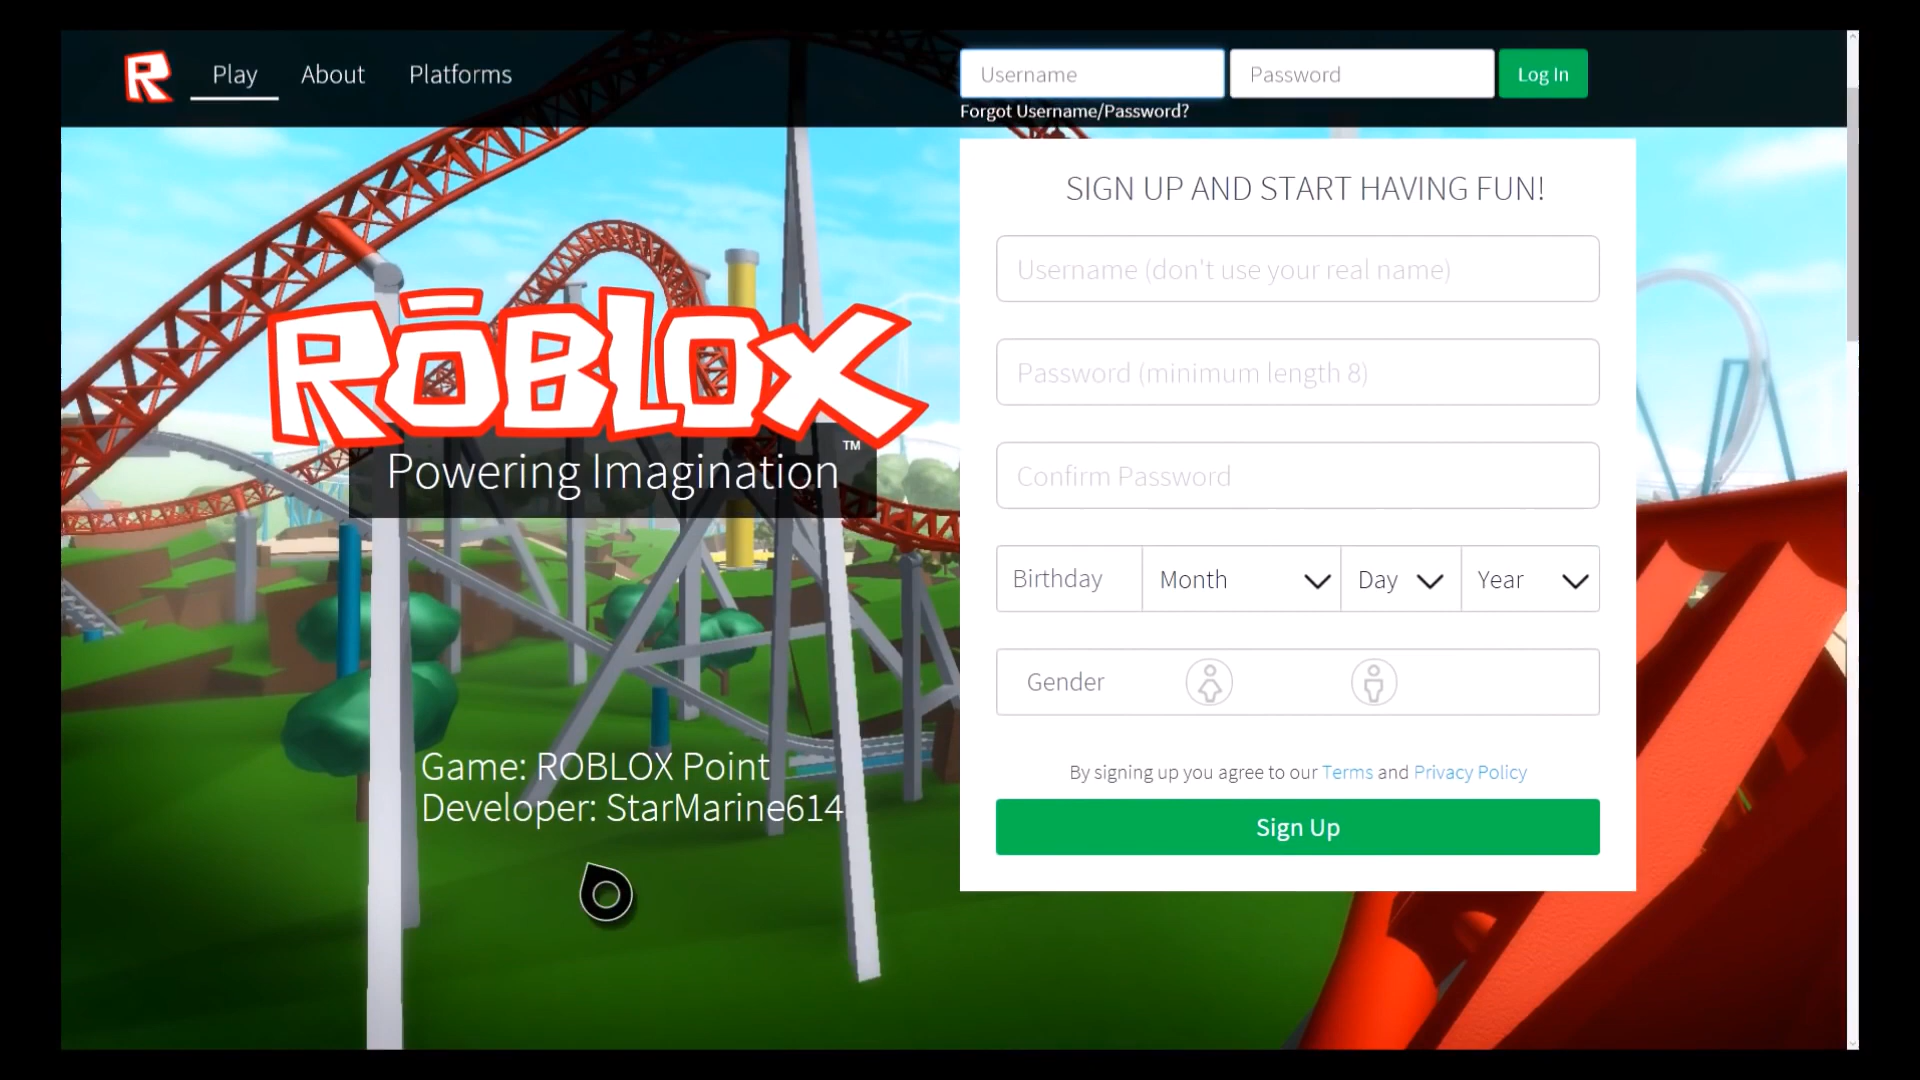 R Play About Platforms
Username Password Log In
Forgot Username/Password?
SIGN UP AND START HAVING FUN!
Username (don't use your real name)
Password (minimum length 8)
Confirm Password
Birthday Month Day Year
Gender
By signing up you agree to our Terms and Privacy Policy
Sign Up
RŌBLOX
TM
Powering Imagination
Game: ROBLOX Point
Developer: StarMarine614